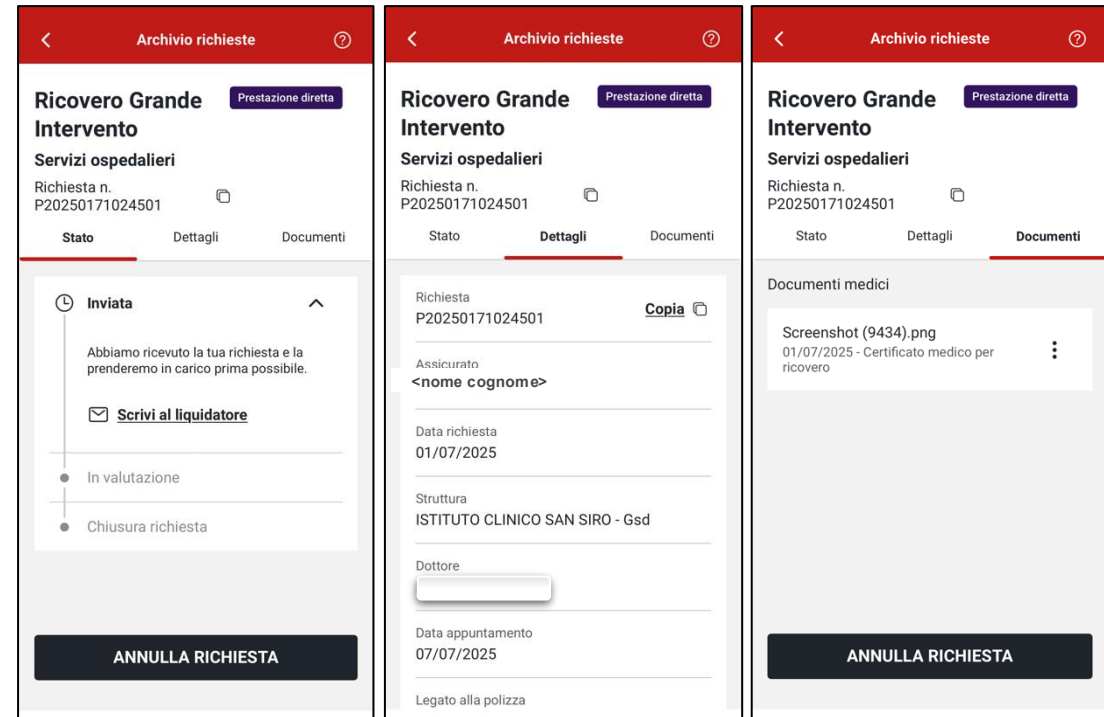 Archivio richieste
Ricovero Grande
Intervento
Prestazione diretta
Servizi ospedalieri
Richiesta n.
P20250171024501
Stato Dettagli Documenti
Inviata
Abbiamo ricevuto la tua richiesta e la
prenderemo in carico prima possibile.
Scrivi al liquidatore
In valutazione
Chiusura richiesta
ANNULLA RICHIESTA
Archivio richieste
Ricovero Grande
Intervento
Prestazione diretta
Servizi ospedalieri
Richiesta n.
P20250171024501
Stato Dettagli Documenti
Richiesta
P20250171024501
Copia
Assicurato
<nome cognome>
Data richiesta
01/07/2025
Struttura
ISTITUTO CLINICO SAN SIRO - Gsd
Dottore
Data appuntamento
07/07/2025
Legato alla polizza
Archivio richieste
Ricovero Grande
Intervento
Prestazione diretta
Servizi ospedalieri
Richiesta n.
P20250171024501
Stato Dettagli Documenti
Documenti medici
Screenshot (9434).png
01/07/2025 - Certificato medico per
ricovero
ANNULLA RICHIESTA